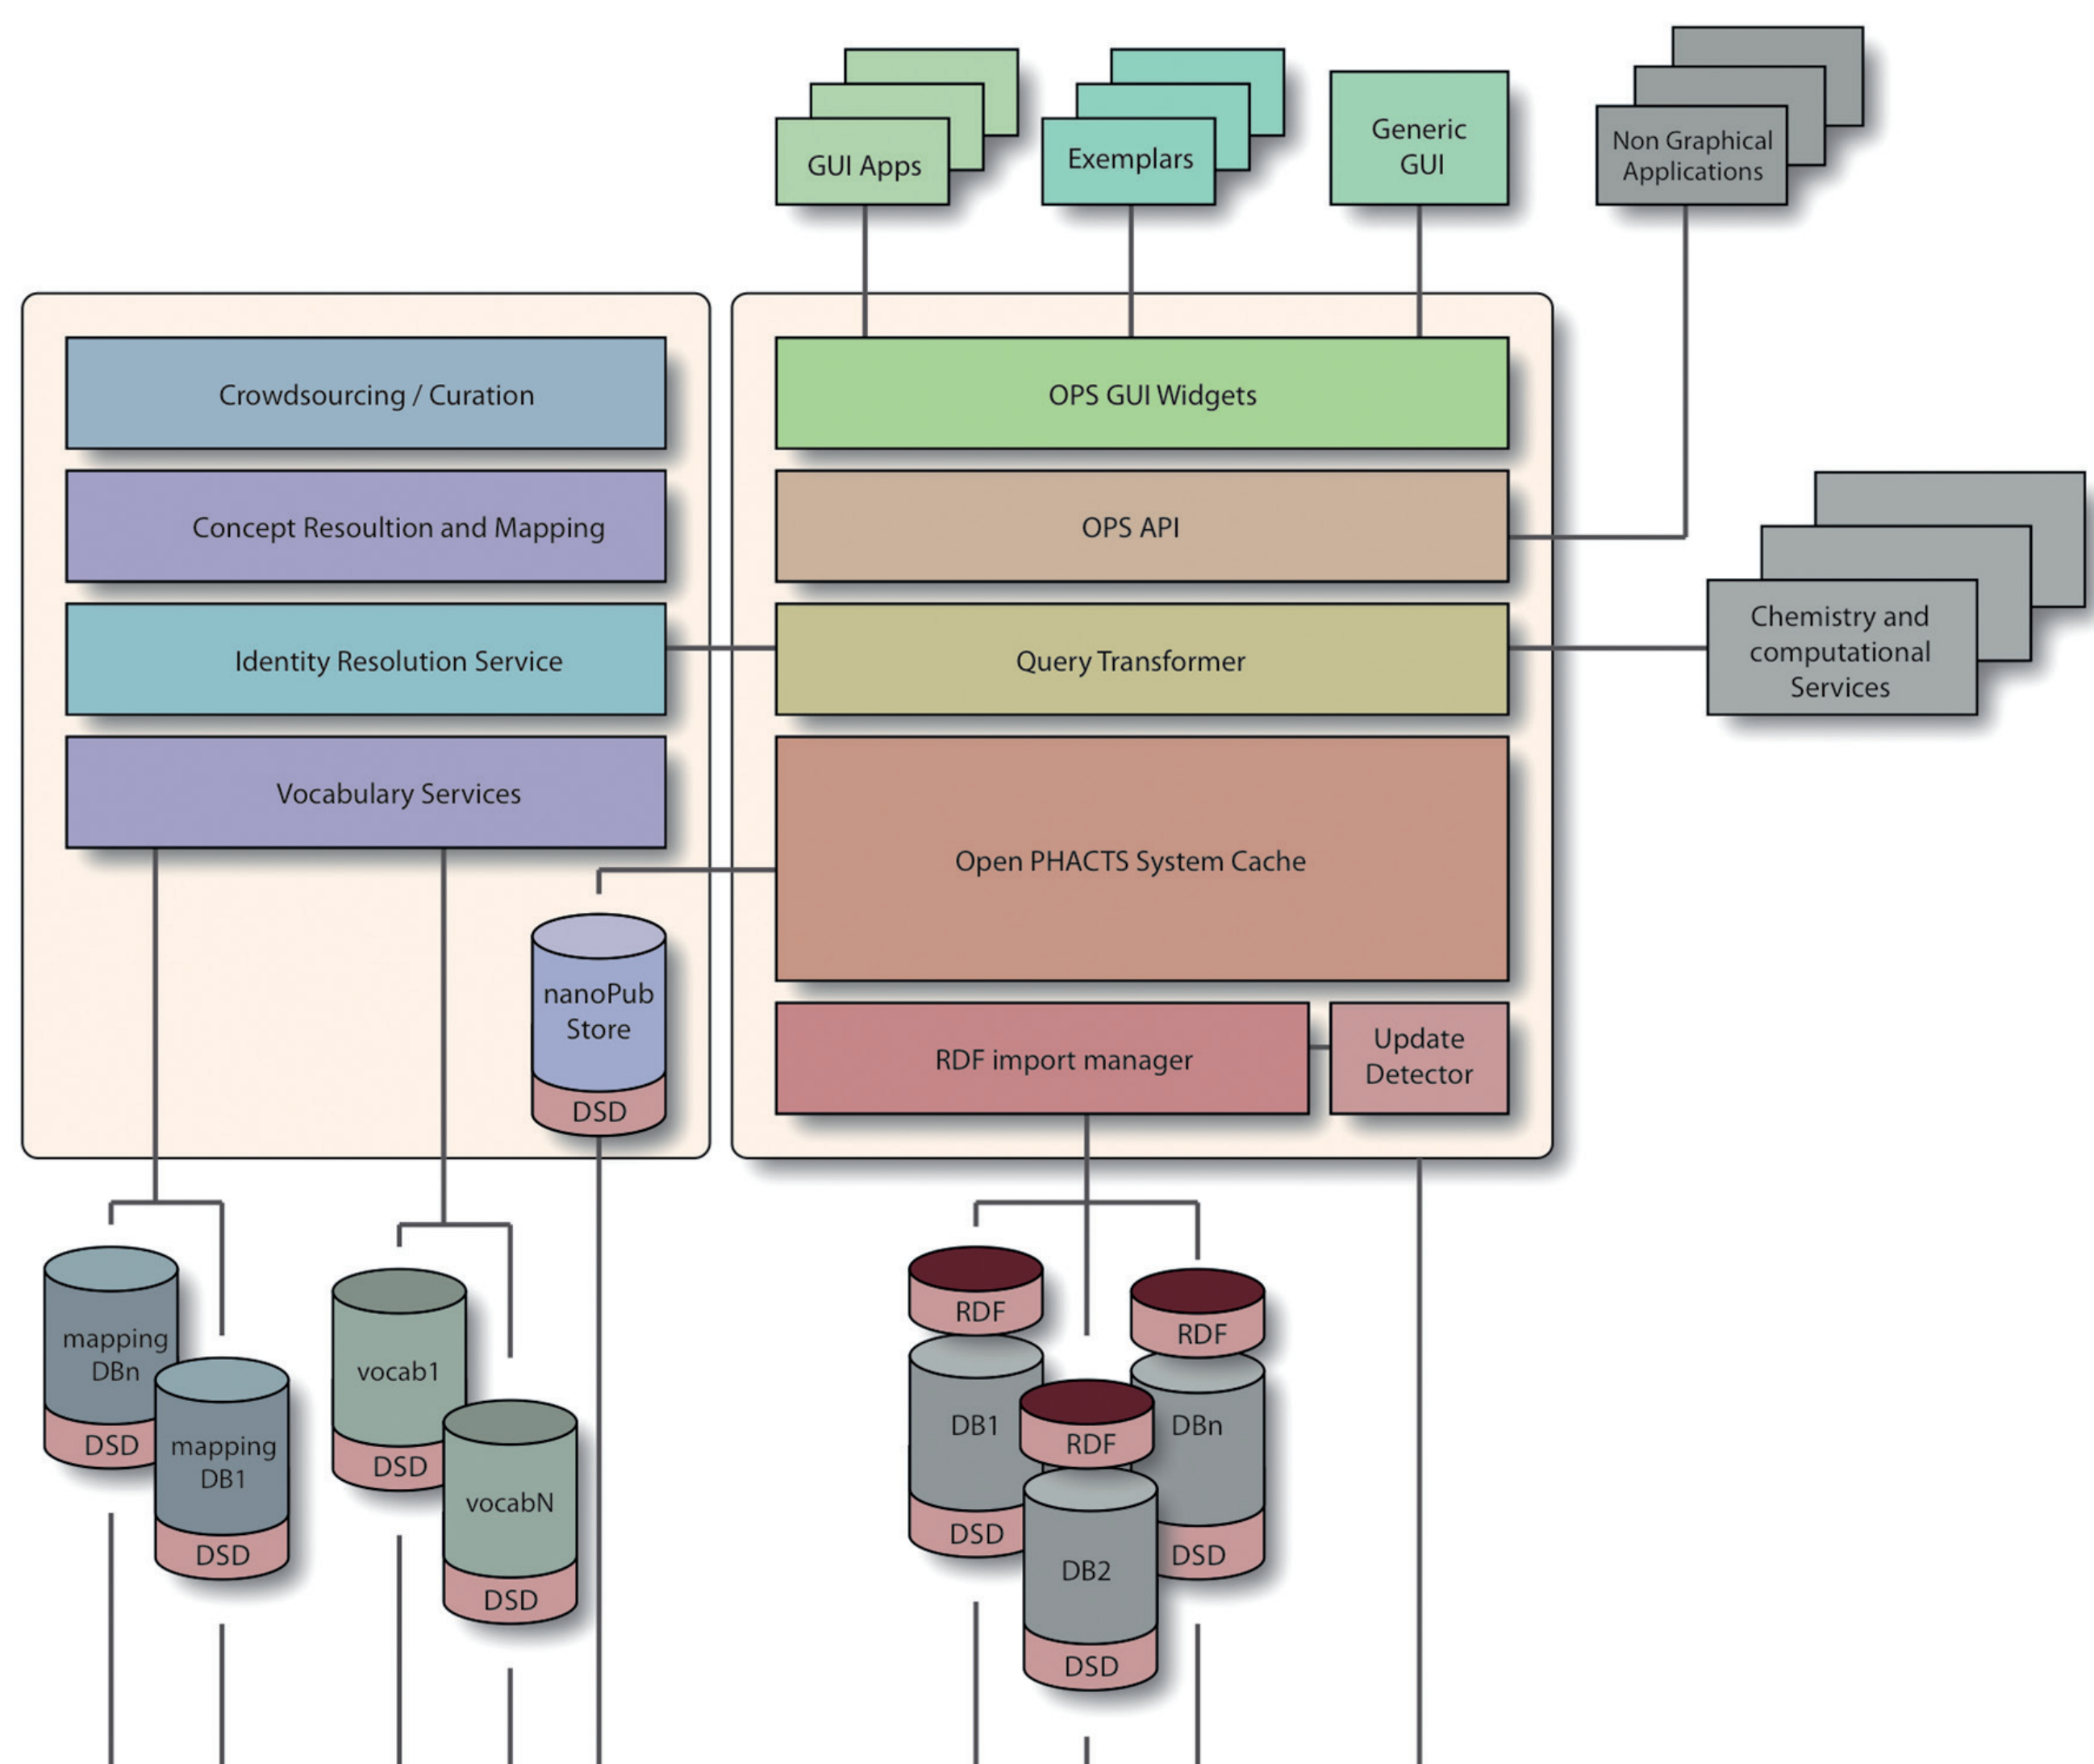 GUI Apps
Exemplars
Generic
GUI
Non Graphical
Applications
Crowdsourcing / Curation
Concept Resoultion and Mapping
Identity Resolution Service
Vocabulary Services
nanoPub
Store
DSD
OPS GUI Widgets
OPS API
Query Transformer
Open PHACTS System Cache
RDF import manager
Update
Detector
Chemistry and
computational
Services
mapping
DBn
DSD
mapping
DB1
DSD
vocab1
DSD
vocabN
DSD
RDF
DB1
DSD
RDF
DB2
DSD
RDF
DBn
DSD